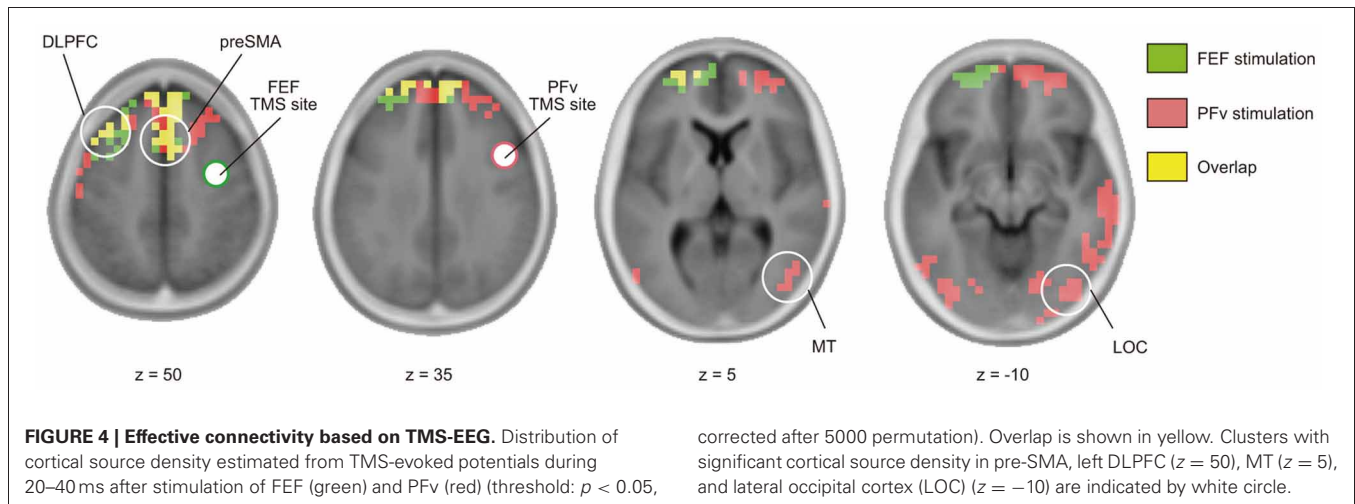 DLPFC
preSMA
FEF
TMS site
PFv
TMS site
FEF stimulation
PFv stimulation
Overlap
MT
LOC
z = 50
z = 35
z = 5
z = -10
FIGURE 4 | Effective connectivity based on TMS-EEG. Distribution of
cortical source density estimated from TMS-evoked potentials during
20–40 ms after stimulation of FEF (green) and PFv (red) (threshold: p < 0.05,
corrected after 5000 permutation). Overlap is shown in yellow. Clusters with
significant cortical source density in pre-SMA, left DLPFC (z = 50), MT (z = 5),
and lateral occipital cortex (LOC) (z = −10) are indicated by white circle.